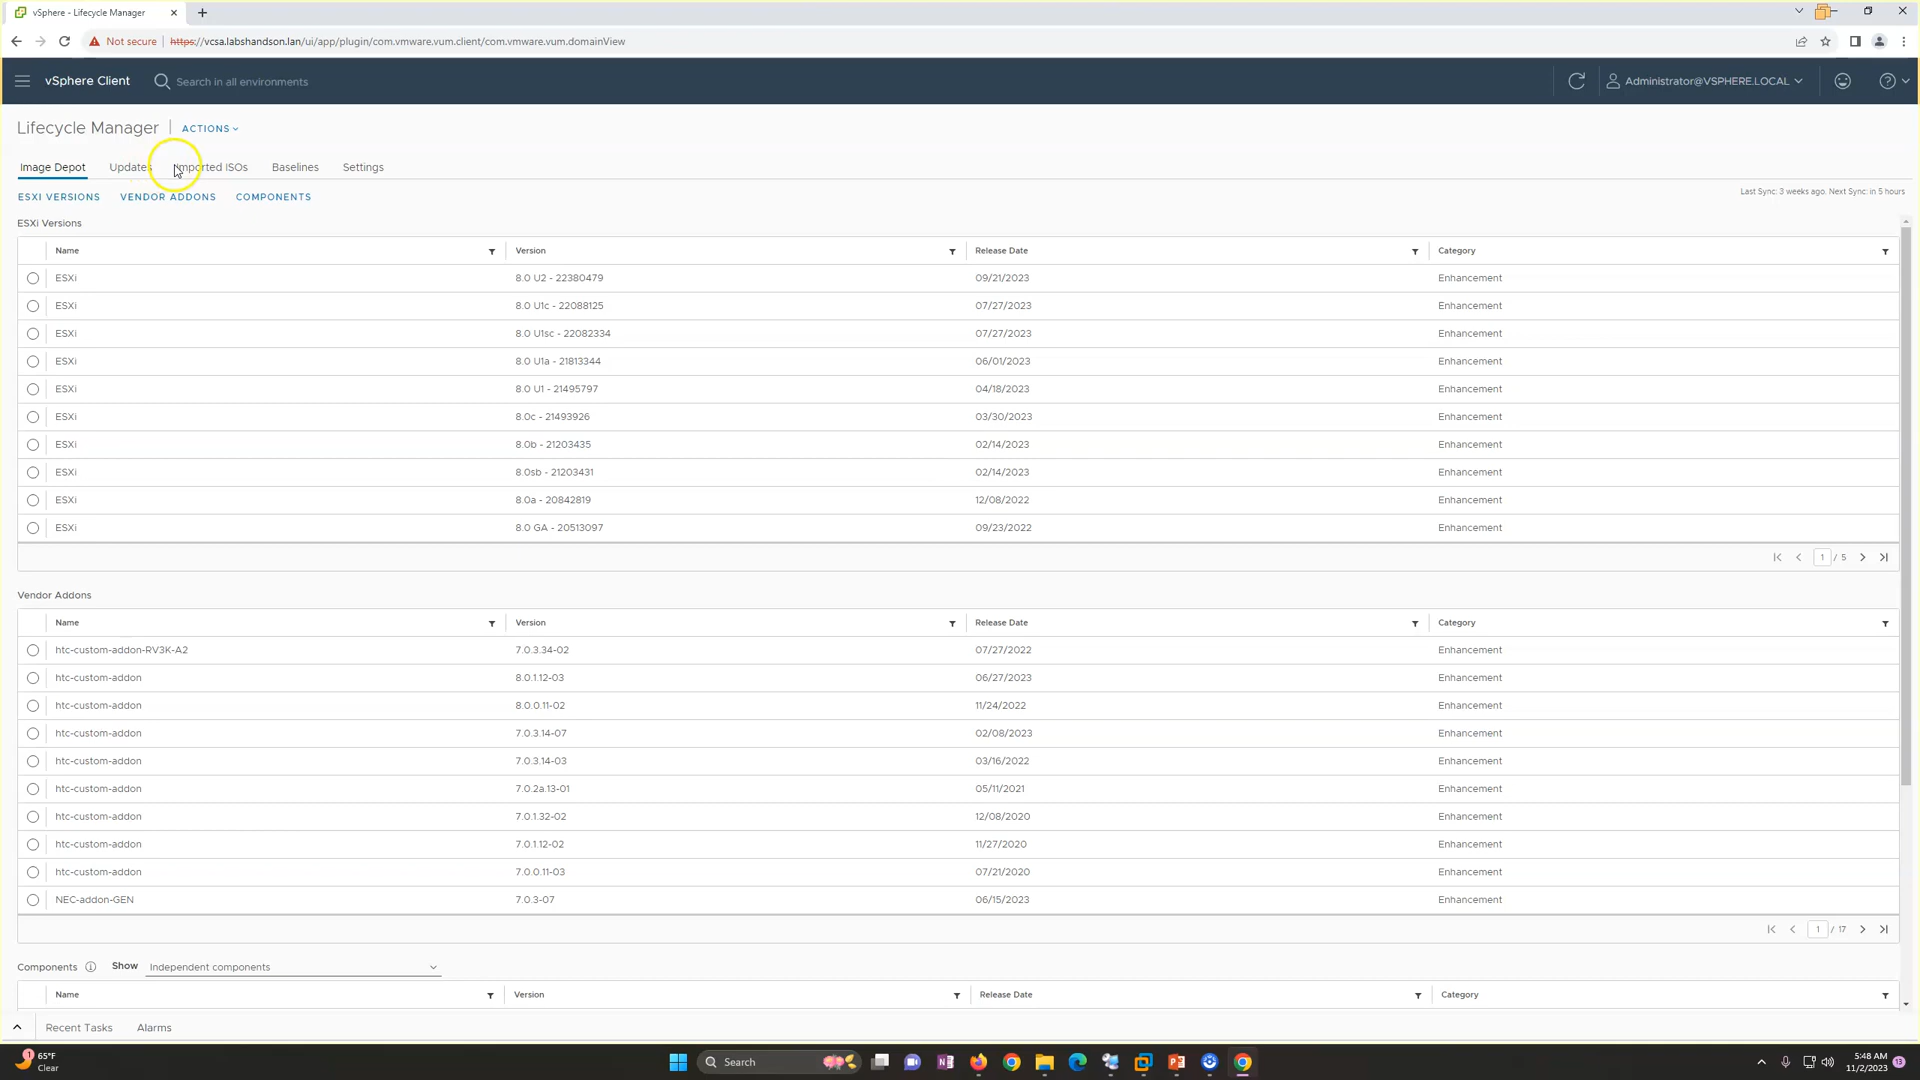 vSphere - Lifecycle Manager
Not secure https://vcsa.labshandson.lan/ui/app/plugin/com.vmware.vum.client/com.vmware.vum.domainView
vSphere Client Search in all environments Administrator@VSPHERE.LOCAL
Lifecycle Manager ACTIONS
Image Depot Updates Imported ISOs Baselines Settings
ESXI VERSIONS VENDOR ADDONS COMPONENTS Last Sync: 3 weeks ago. Next Sync: in 5 hours
ESXi Versions
Name Version Release Date Category
ESXi 8.0 U2 - 22380479 09/21/2023 Enhancement
ESXi 8.0 U1c - 22088125 07/27/2023 Enhancement
ESXi 8.0 U1sc - 22082334 07/27/2023 Enhancement
ESXi 8.0 U1a - 21813344 06/01/2023 Enhancement
ESXi 8.0 U1 - 21495797 04/18/2023 Enhancement
ESXi 8.0c - 21493926 03/30/2023 Enhancement
ESXi 8.0b - 21203435 02/14/2023 Enhancement
ESXi 8.0sb - 21203431 02/14/2023 Enhancement
ESXi 8.0a - 20842819 12/08/2022 Enhancement
ESXi 8.0 GA - 20513097 09/23/2022 Enhancement
1 / 5
Vendor Addons
Name Version Release Date Category
htc-custom-addon-RV3K-A2 7.0.3.34-02 07/27/2022 Enhancement
htc-custom-addon 8.0.1.12-03 06/27/2023 Enhancement
htc-custom-addon 8.0.0.11-02 11/24/2022 Enhancement
htc-custom-addon 7.0.3.14-07 02/08/2023 Enhancement
htc-custom-addon 7.0.3.14-03 03/16/2022 Enhancement
htc-custom-addon 7.0.2a.13-01 05/11/2021 Enhancement
htc-custom-addon 7.0.1.32-02 12/08/2020 Enhancement
htc-custom-addon 7.0.1.12-02 11/27/2020 Enhancement
htc-custom-addon 7.0.0.11-03 07/21/2020 Enhancement
NEC-addon-GEN 7.0.3-07 06/15/2023 Enhancement
1 / 17
Components Show Independent components
Name Version Release Date Category
Recent Tasks Alarms
1 65°F Search 5:48 AM
Clear 11/2/2023 13